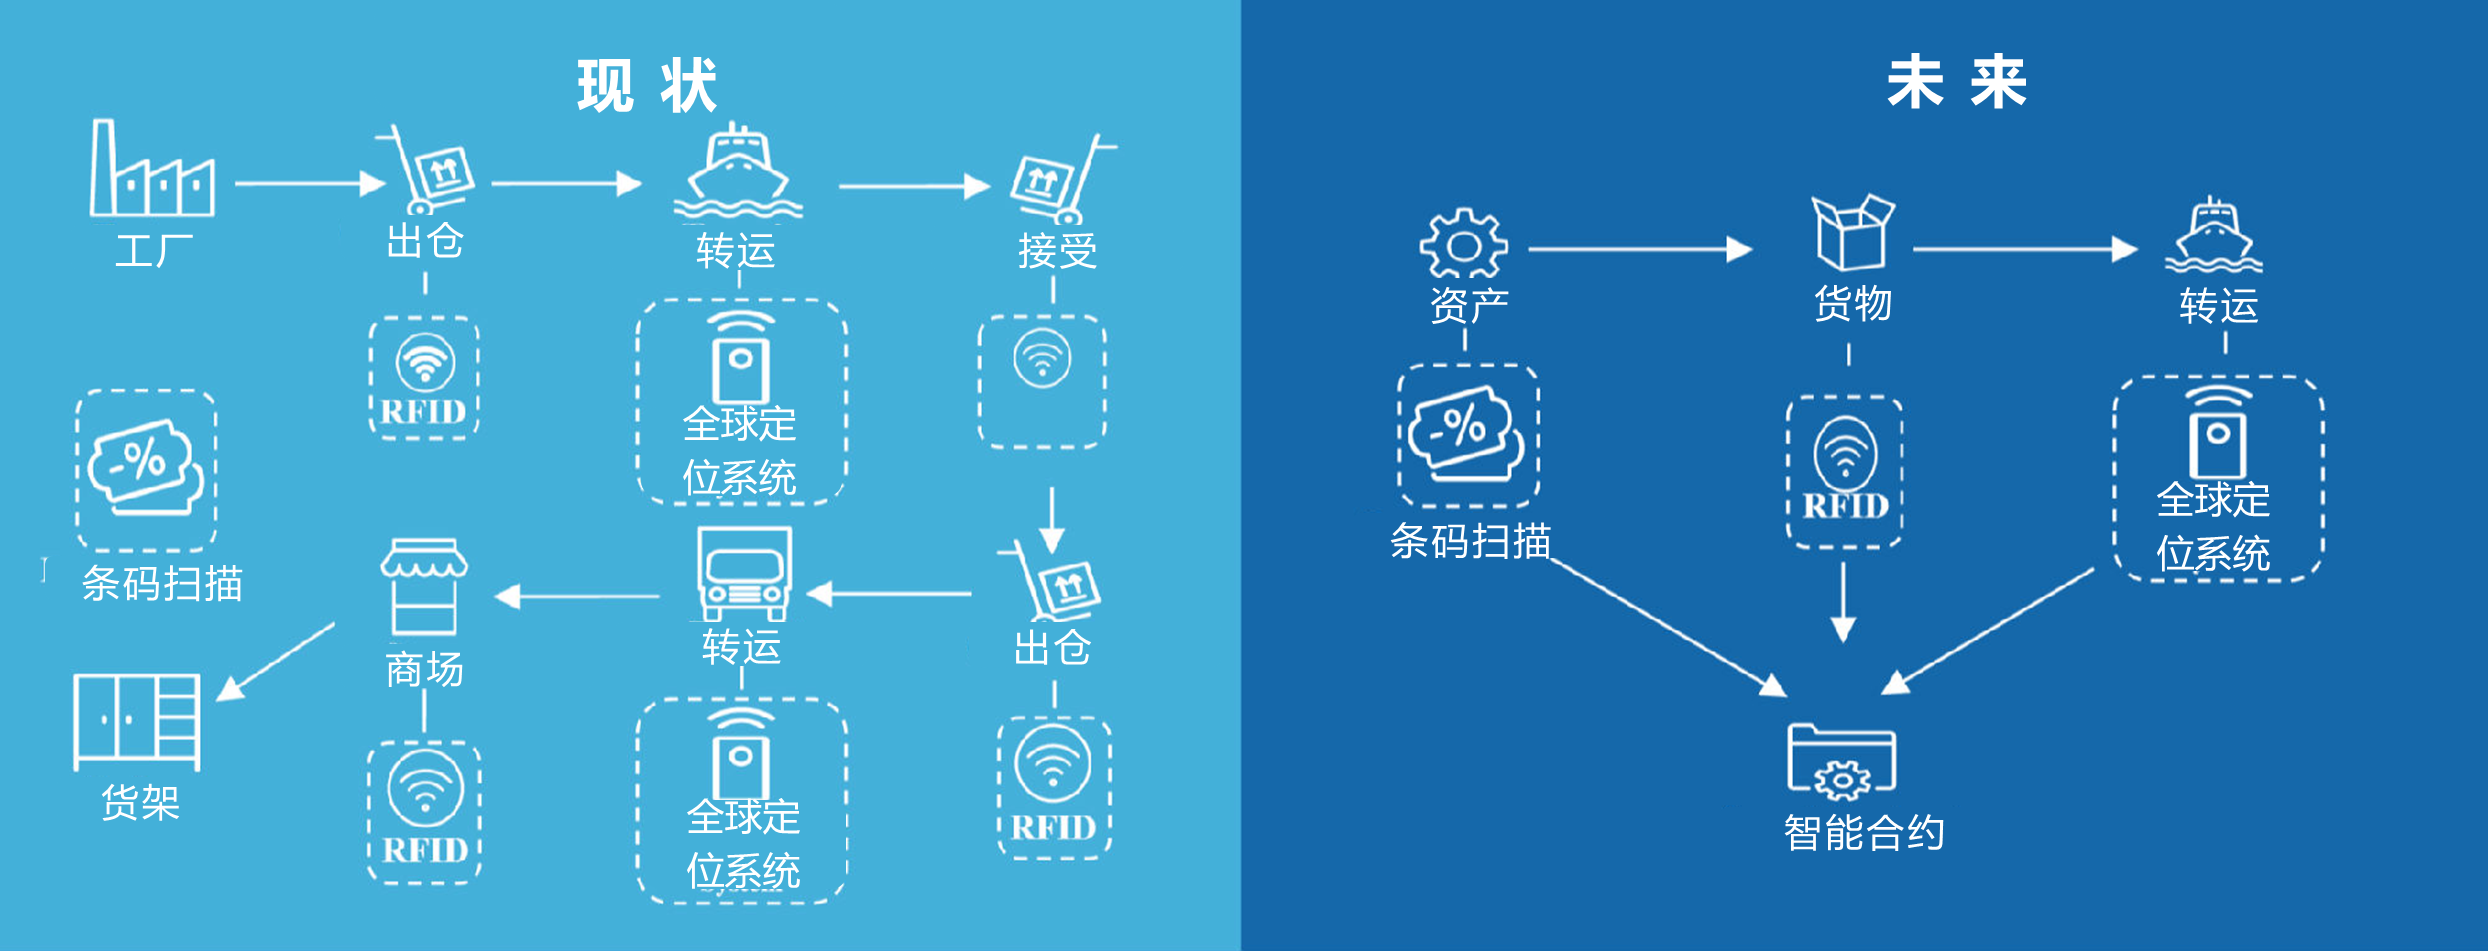 现状
工厂
出仓
转运
接受
RFID
全球定
位系统
条码扫描
商场
转运
出仓
货架
RFID
全球定
位系统
RFID
未来
资产
货物
转运
条码扫描
RFID
全球定
位系统
智能合约